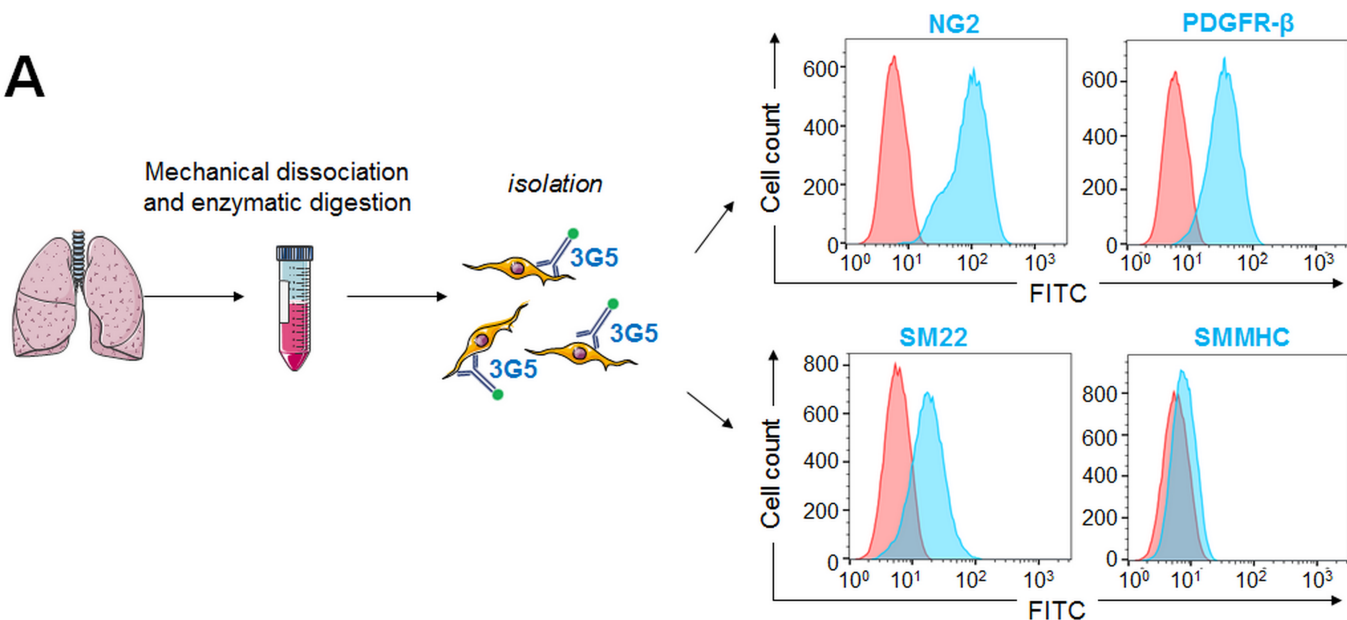 A
Mechanical dissociation
and enzymatic digestion
isolation
3G5
3G5
3G5
NG2
Cell count
600
400
200
0
10⁰ 10¹ 10² 10³
PDGFR-β
600
400
200
0
10⁰ 10¹ 10² 10³
FITC
SM22
Cell count
800
600
400
200
0
10⁰ 10¹ 10² 10³
SMMHC
800
600
400
200
0
10⁰ 10¹ 10² 10³
FITC